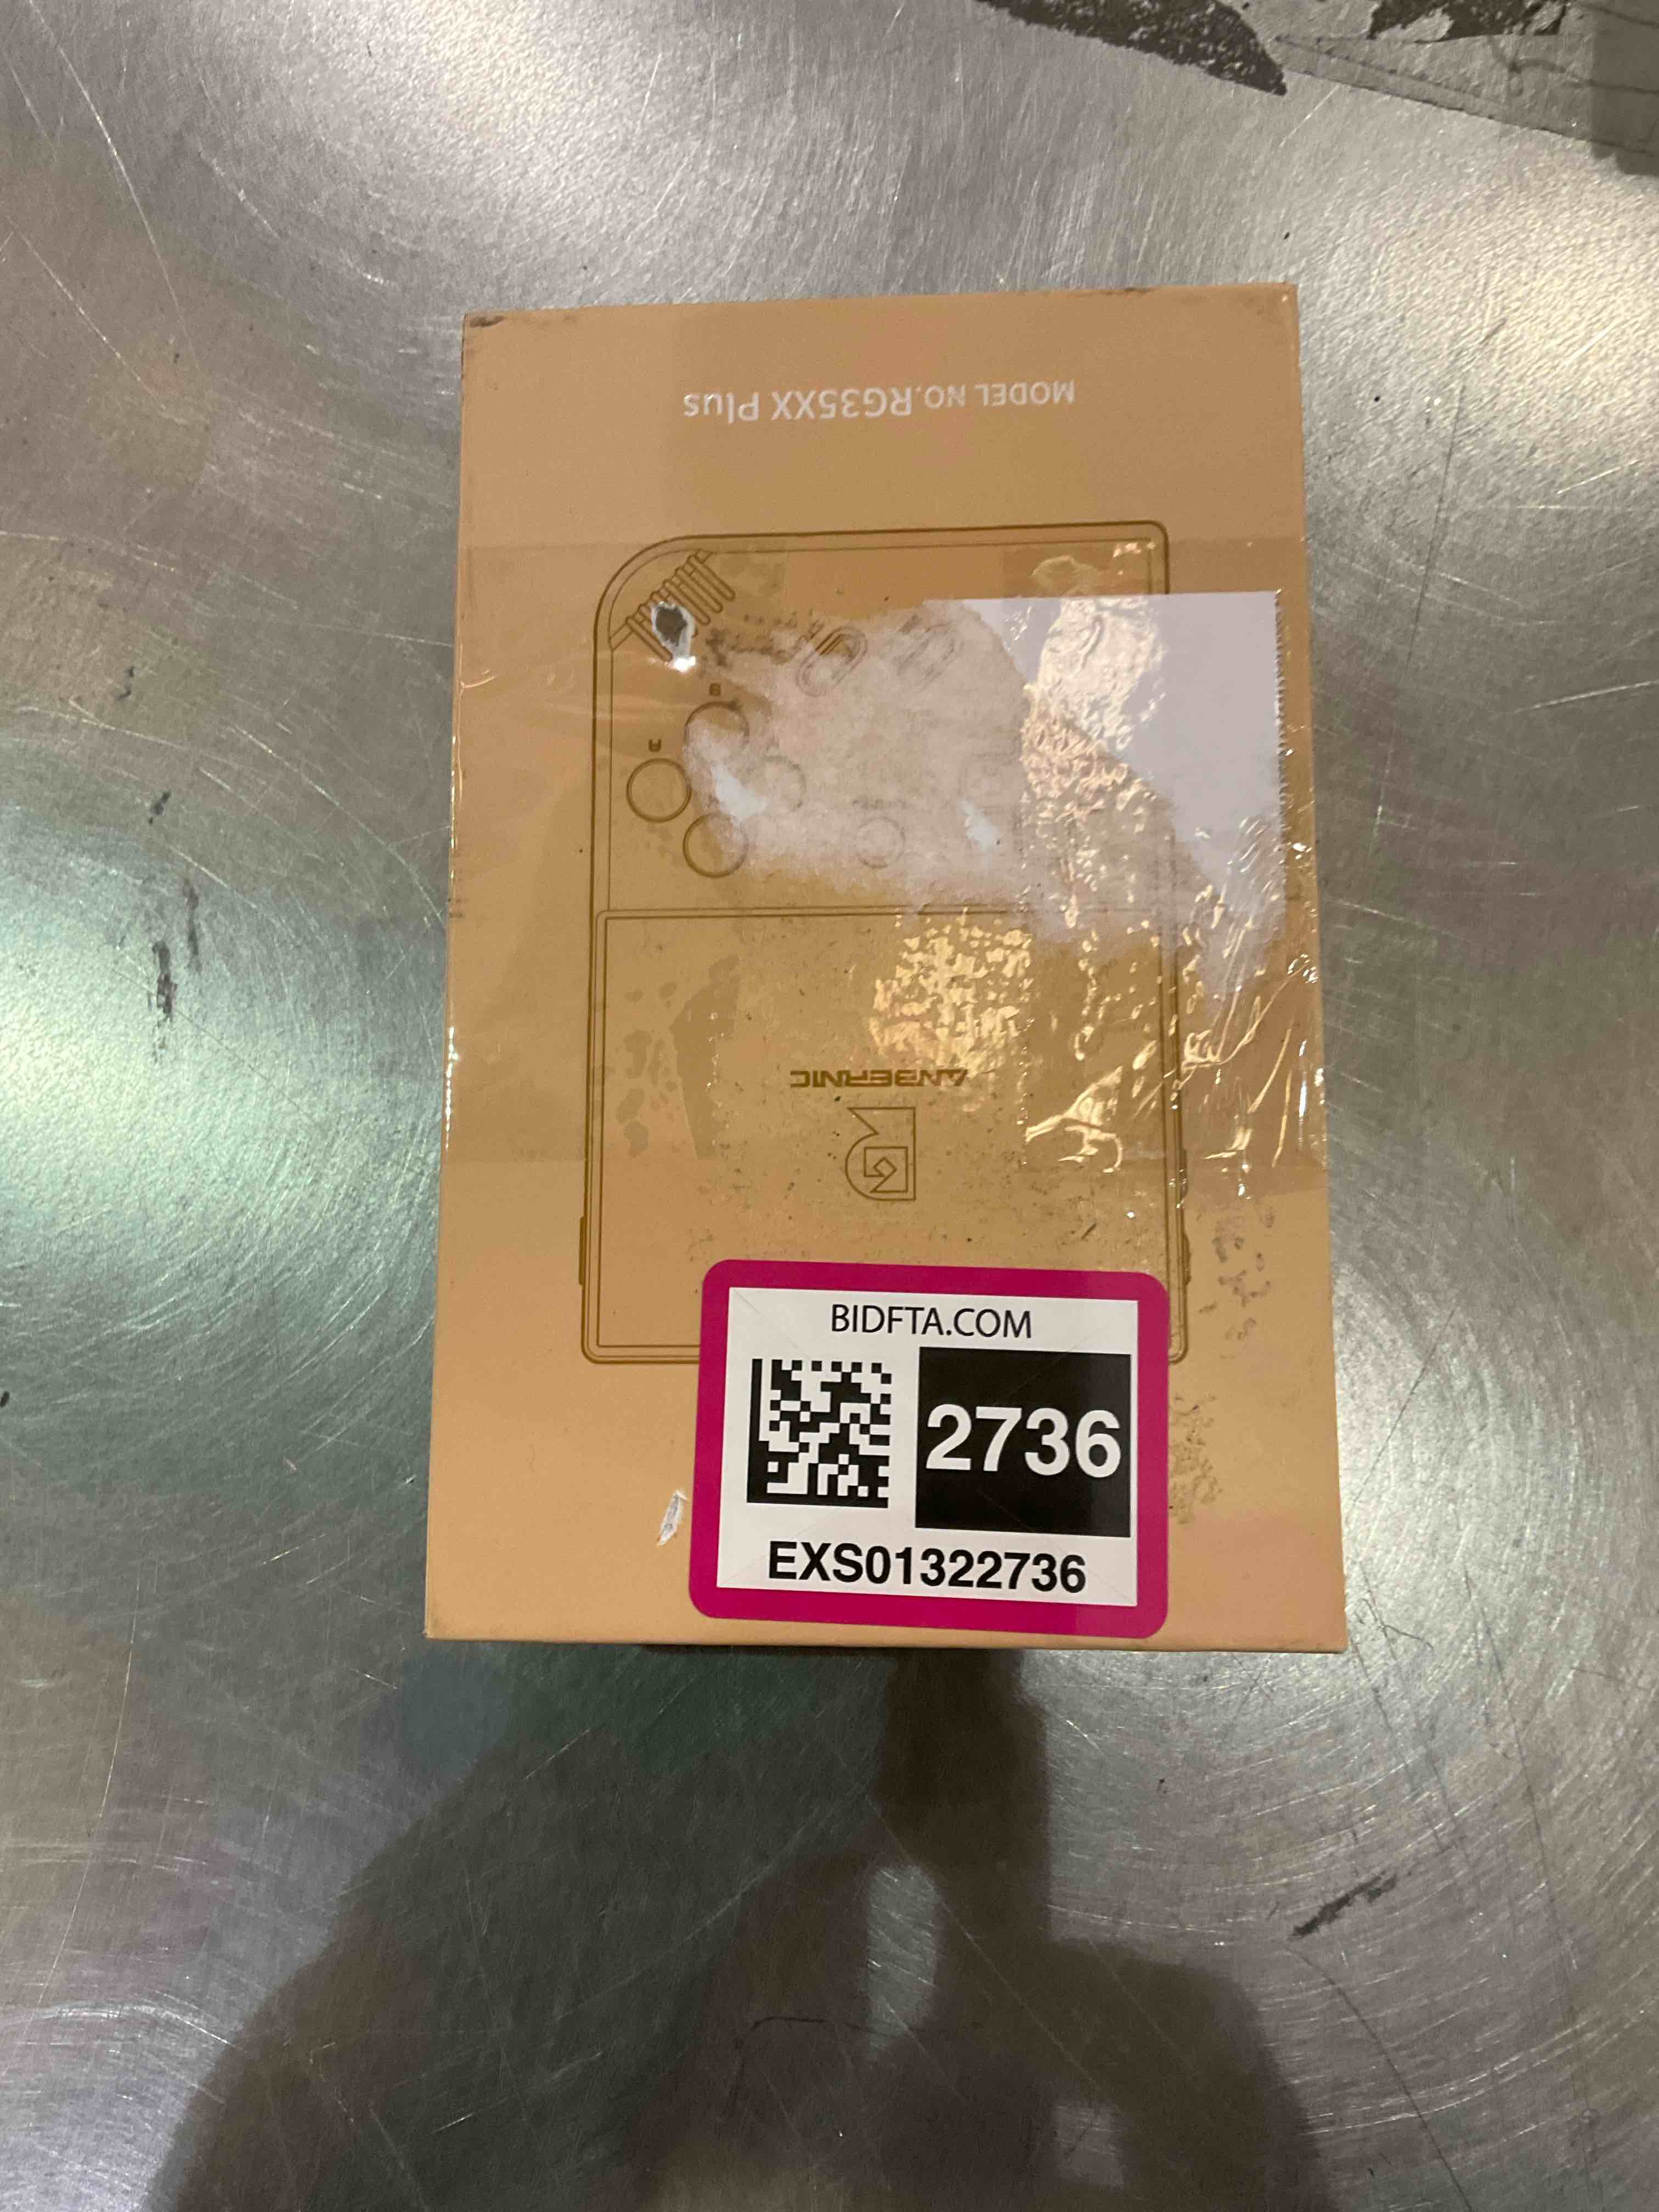 MODEL NO.RG35XX Plus
B
A
ANBERNIC
BIDFTA.COM
2736
EXS01322736